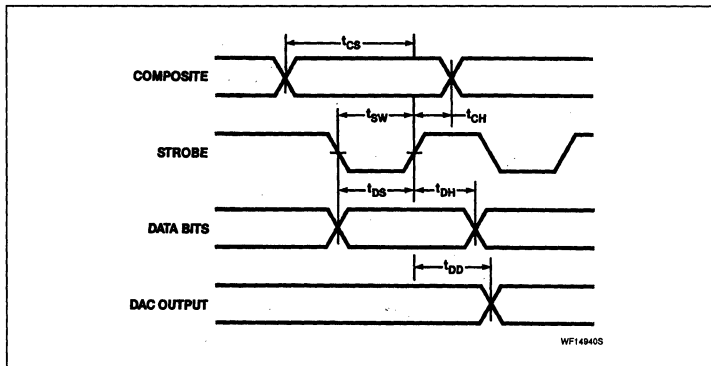 tCS
COMPOSITE
tSW
tCH
STROBE
tDS
tDH
DATA BITS
tDD
DAC OUTPUT
WF14940S